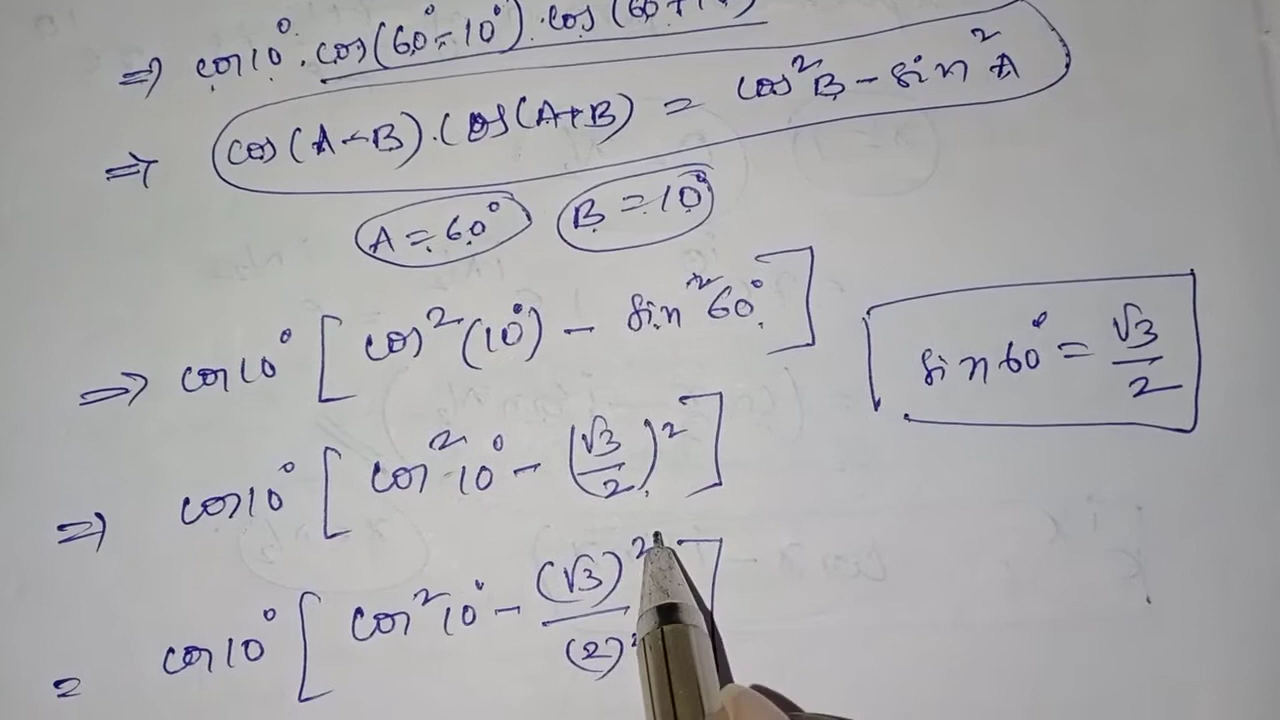 ⇒ cos10°. cos(60°-10°). cos(60+
⇒ cos(A-B).cos(A+B) = cos²B - sin²A
A=60° B=10°
⇒ cos10° [ cos²(10°) - sin²60° ] sin60° = √3/2
⇒ cos10° [ cos²10° - (√3/2)² ]
= cos10° [ cos²10° - (√3)²/(2)² ]